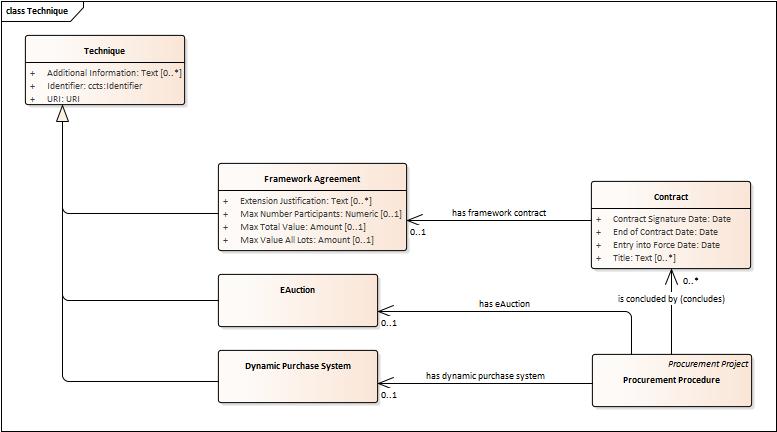 class Technique
Technique
+ Additional Information: Text [0..*]
+ Identifier: ccts:Identifier
+ URI: URI
Framework Agreement
+ Extension Justification: Text [0..*]
+ Max Number Participants: Numeric [0..1]
+ Max Total Value: Amount [0..1]
+ Max Value All Lots: Amount [0..1]
has framework contract
0..1
Contract
+ Contract Signature Date: Date
+ End of Contract Date: Date
+ Entry into Force Date: Date
+ Title: Text [0..*]
0..*
is concluded by (concludes)
EAuction
has eAuction
0..1
Dynamic Purchase System
has dynamic purchase system
0..1
Procurement Project
Procurement Procedure